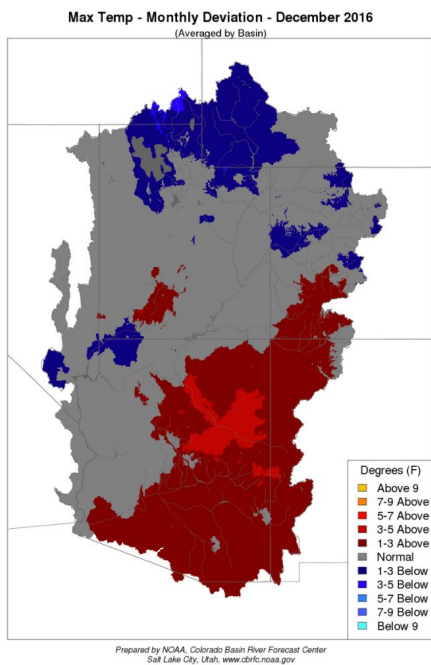 Max Temp - Monthly Deviation - December 2016
(Averaged by Basin)
Degrees (F)
Above 9
7-9 Above
5-7 Above
3-5 Above
1-3 Above
Normal
1-3 Below
3-5 Below
5-7 Below
7-9 Below
Below 9
Prepared by NOAA, Colorado Basin River Forecast Center
Salt Lake City, Utah, www.cbrfc.noaa.gov